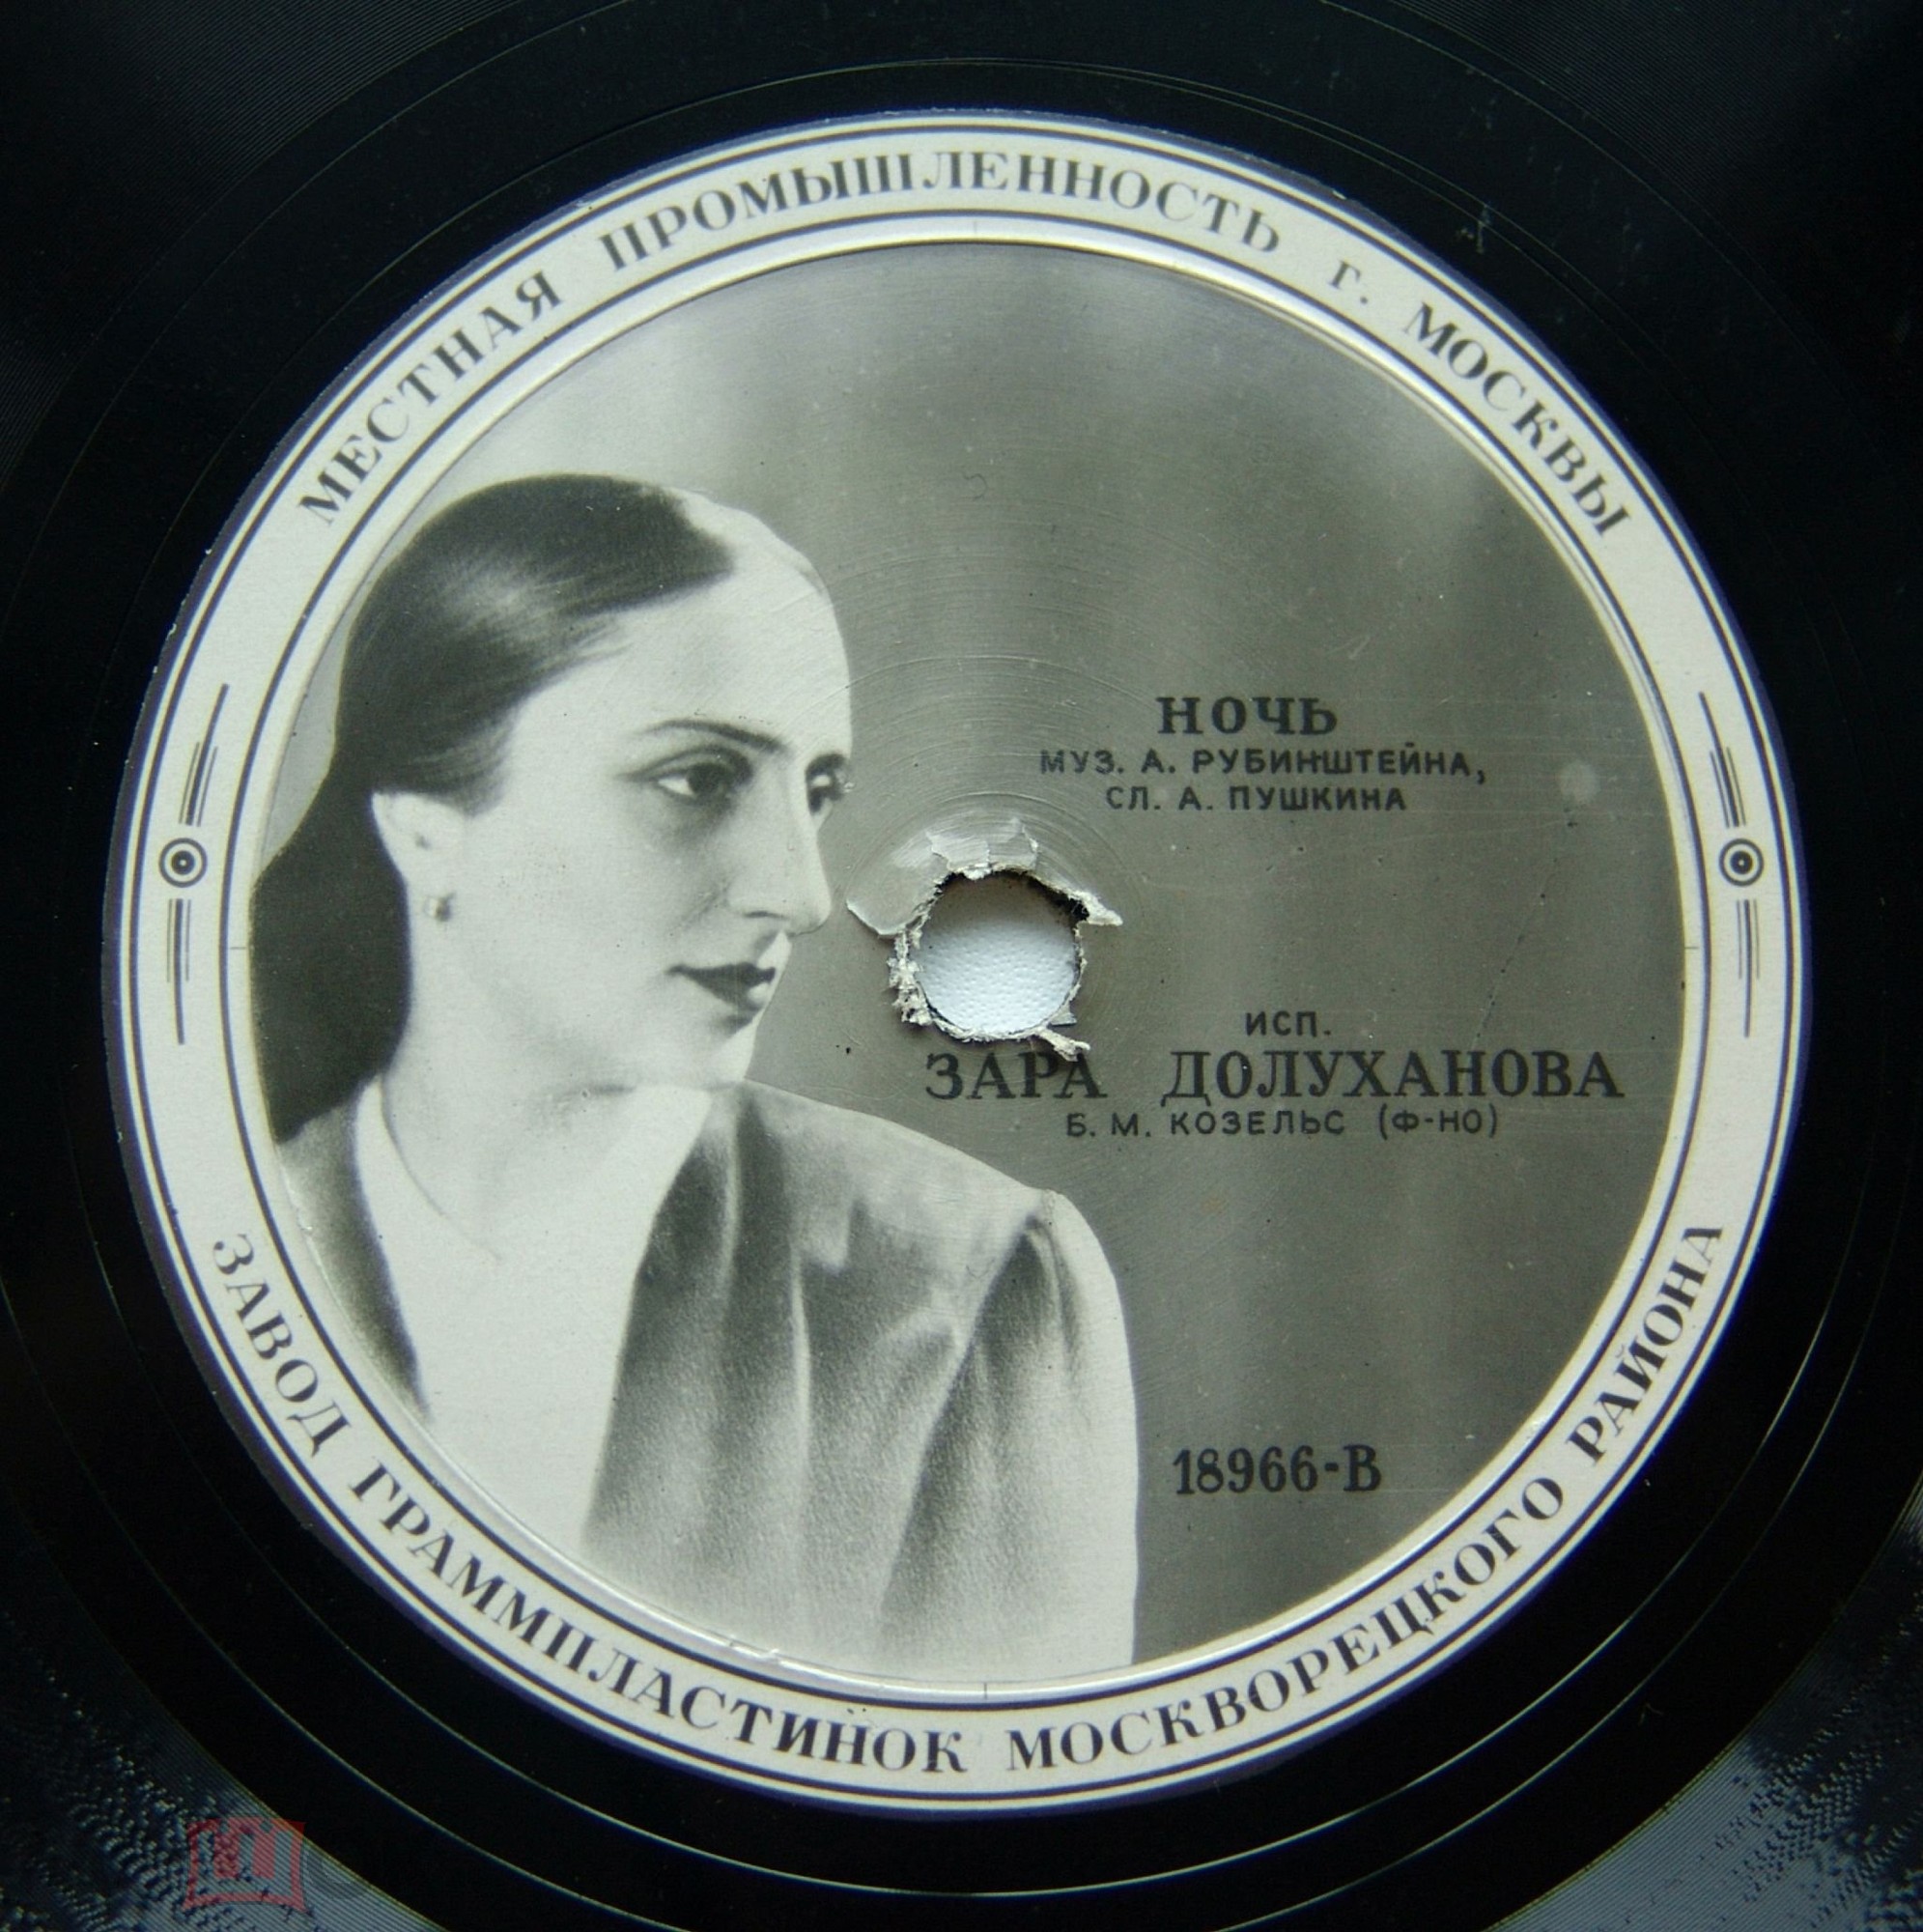 МЕСТНАЯ ПРОМЫШЛЕННОСТЬ г. МОСКВЫ
НОЧЬ
МУЗ. А. РУБИНШТЕЙНА,
СЛ. А. ПУШКИНА
ИСП.
ЗАРА ДОЛУХАНОВА
Б. М. КОЗЕЛЬС (Ф-НО)
18966-В
ЗАВОД ГРАММПЛАСТИНОК МОСКВОРЕЦКОГО РАЙОНА